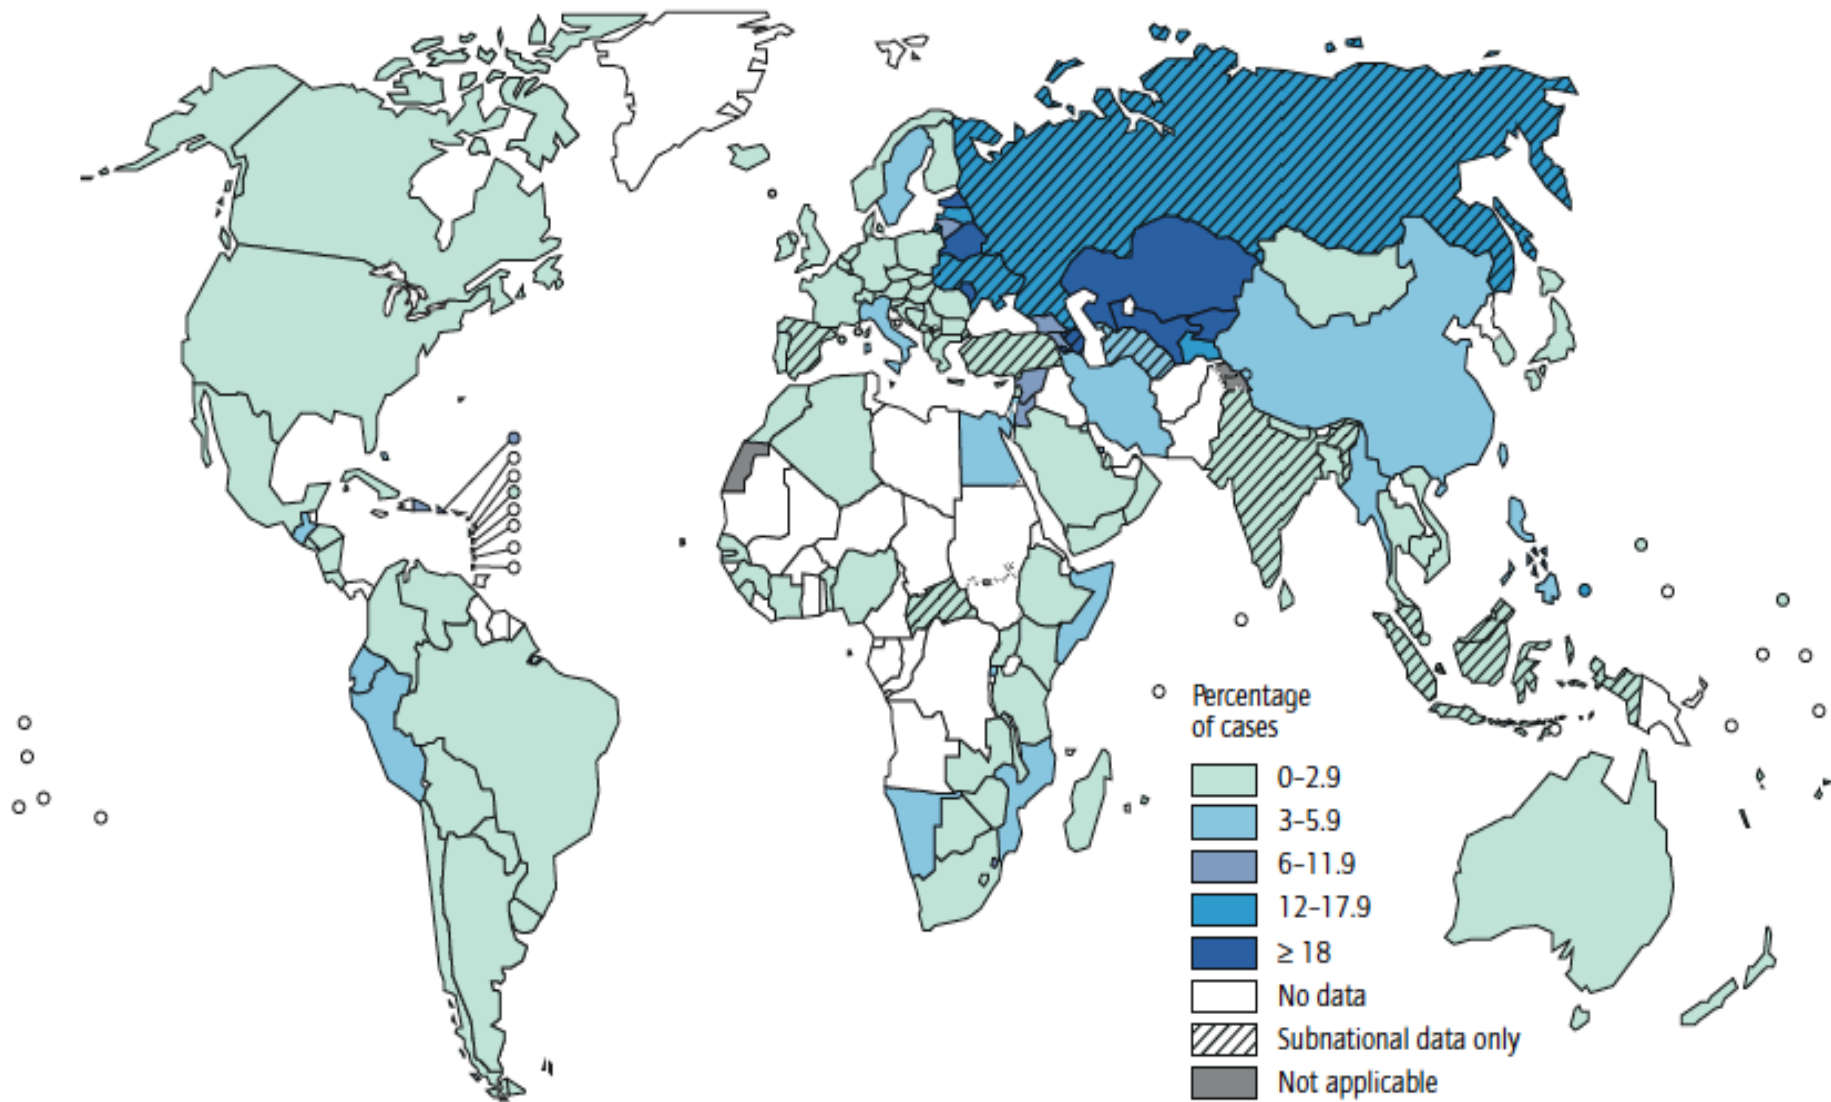 Percentage
of cases
0–2.9
3–5.9
6–11.9
12–17.9
≥ 18
No data
Subnational data only
Not applicable